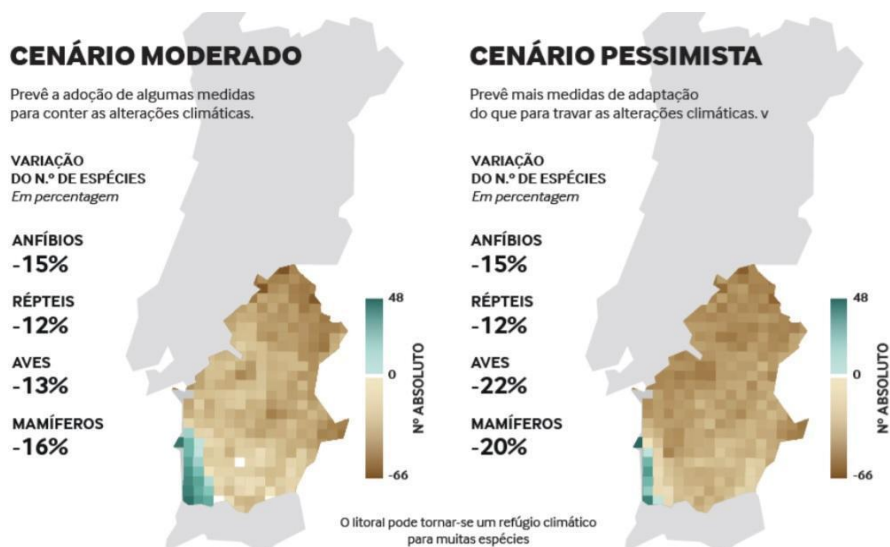 CENÁRIO MODERADO
Prevê a adoção de algumas medidas
para conter as alterações climáticas.
VARIAÇÃO
DO N.º DE ESPÉCIES
Em percentagem
ANFÍBIOS
-15%
RÉPTEIS
-12%
AVES
-13%
MAMÍFEROS
-16%
48
0
-66
Nº ABSOLUTO
CENÁRIO PESSIMISTA
Prevê mais medidas de adaptação
do que para travar as alterações climáticas. v
VARIAÇÃO
DO N.º DE ESPÉCIES
Em percentagem
ANFÍBIOS
-15%
RÉPTEIS
-12%
AVES
-22%
MAMÍFEROS
-20%
48
0
-66
Nº ABSOLUTO
O litoral pode tornar-se um refúgio climático
para muitas espécies